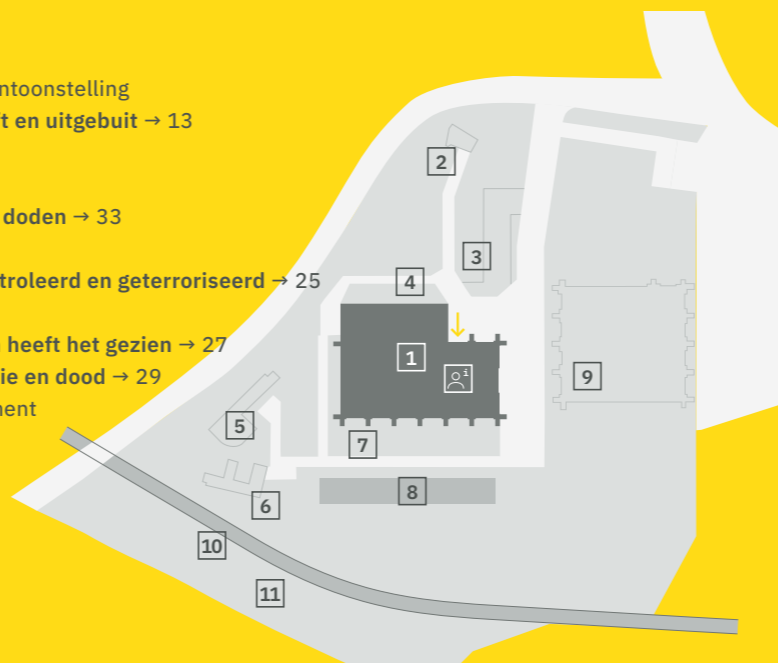 ntoonstelling
t en uitgebuit → 13
doden → 33
troleerd en geterroriseerd → 25
heeft het gezien → 27
ie en dood → 29
nent
2
3
4
1
i
9
5
7
8
6
10
11